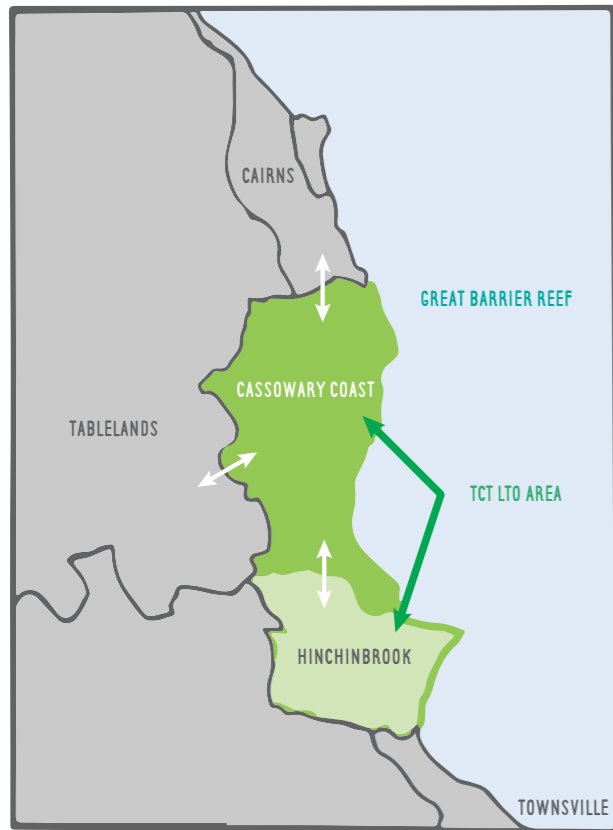 CAIRNS
GREAT BARRIER REEF
CASSOWARY COAST
TABLELANDS
TCT LTO AREA
HINCHINBROOK
TOWNSVILLE